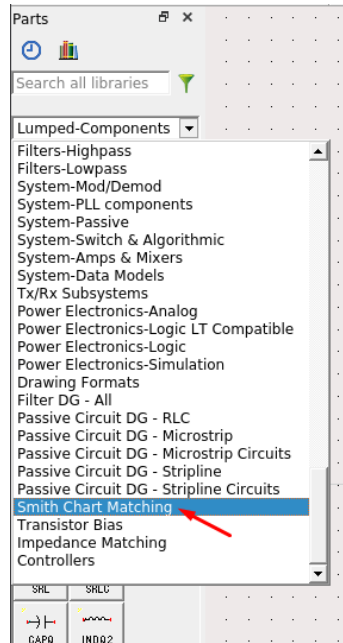 Parts
Search all libraries
Lumped-Components
Filters-Highpass
Filters-Lowpass
System-Mod/Demod
System-PLL components
System-Passive
System-Switch & Algorithmic
System-Amps & Mixers
System-Data Models
Tx/Rx Subsystems
Power Electronics-Analog
Power Electronics-Logic LT Compatible
Power Electronics-Logic
Power Electronics-Simulation
Drawing Formats
Filter DG - All
Passive Circuit DG - RLC
Passive Circuit DG - Microstrip
Passive Circuit DG - Microstrip Circuits
Passive Circuit DG - Stripline
Passive Circuit DG - Stripline Circuits
Smith Chart Matching
Transistor Bias
Impedance Matching
Controllers
SRL SRLC
CAPQ INDQ2